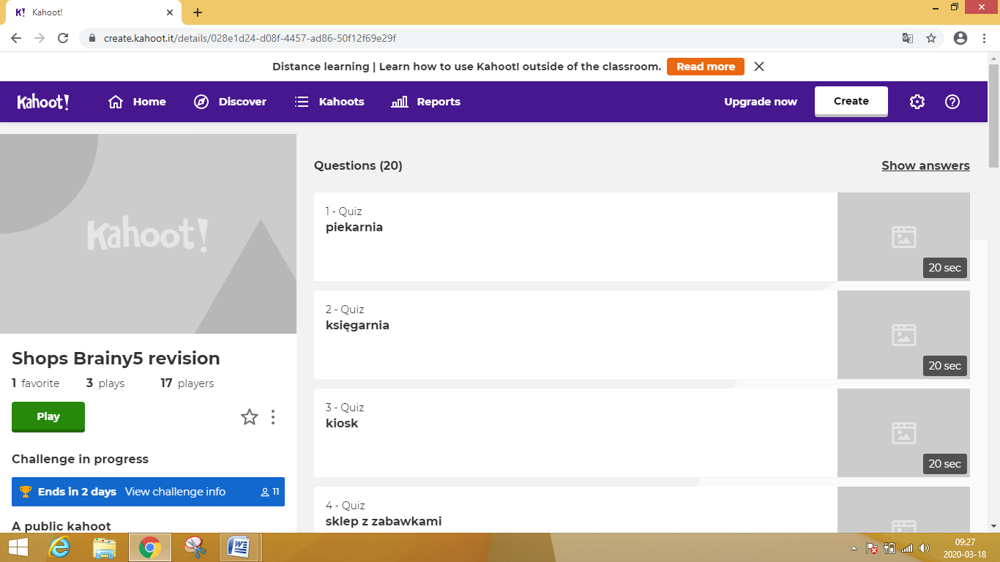 Kahoot!
create.kahoot.it/details/028e1d24-d08f-4457-ad86-50f12f69e29f
Distance learning | Learn how to use Kahoot! outside of the classroom. Read more
Kahoot! Home Discover Kahoots Reports Upgrade now Create
Kahoot!
Shops Brainy5 revision
1 favorite 3 plays 17 players
Play
Challenge in progress
Ends in 2 days View challenge info 11
A public kahoot
Questions (20) Show answers
1 - Quiz
piekarnia
20 sec
2 - Quiz
księgarnia
20 sec
3 - Quiz
kiosk
20 sec
4 - Quiz
sklep z zabawkami
09:27
2020-03-18